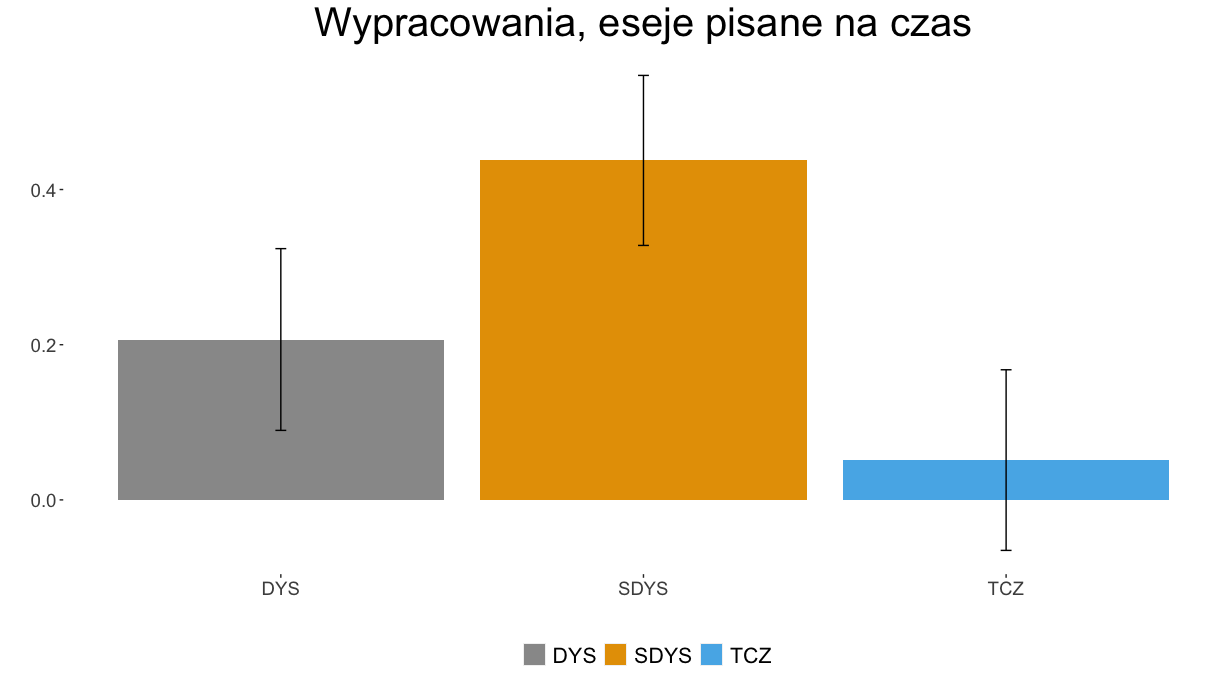 Wypracowania, eseje pisane na czas
0.4
0.2
0.0
DYS SDYS TCZ
DYS SDYS TCZ